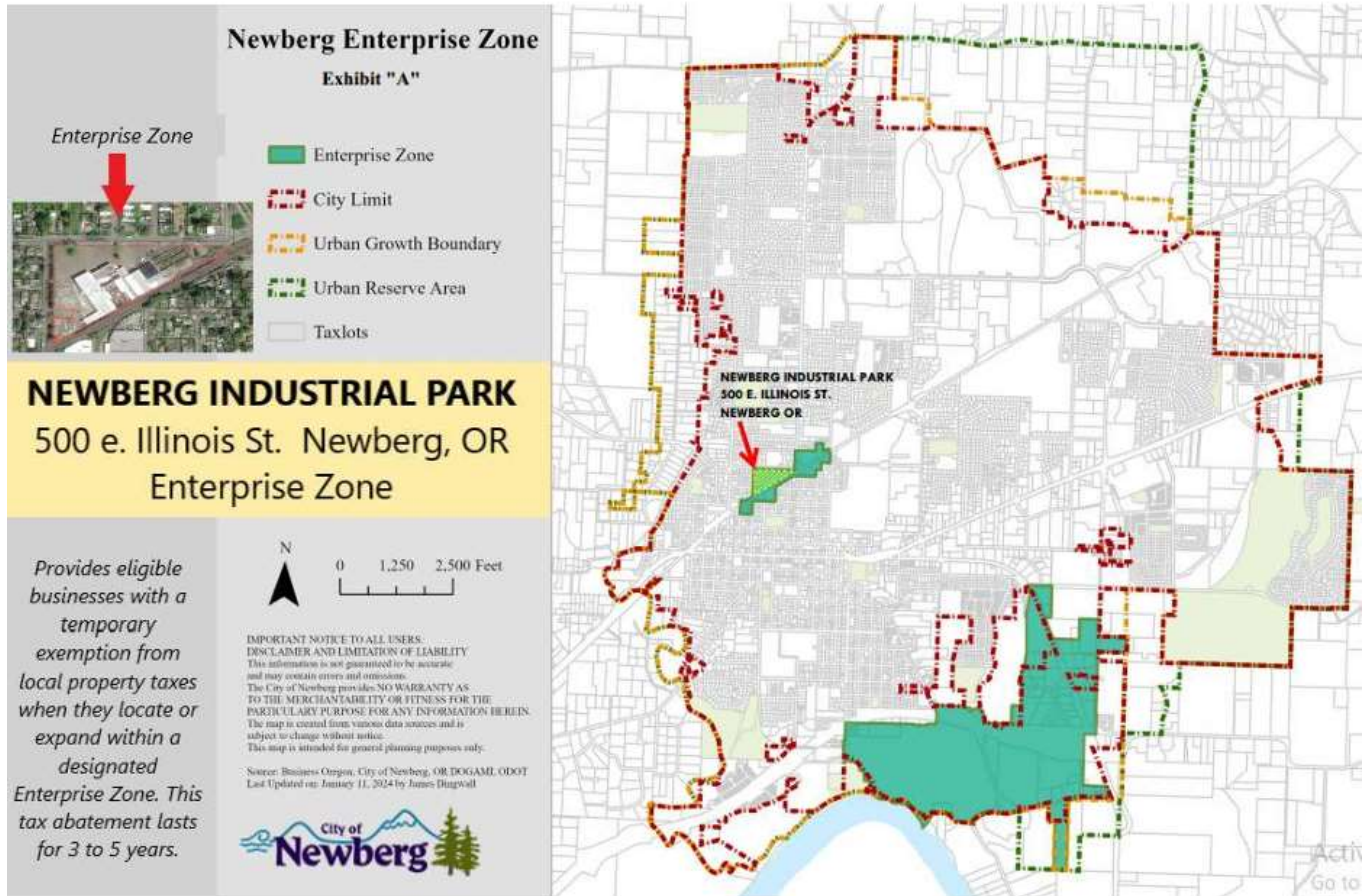 Newberg Enterprise Zone
Exhibit "A"
Enterprise Zone
Enterprise Zone
City Limit
Urban Growth Boundary
Urban Reserve Area
Taxlots
NEWBERG INDUSTRIAL PARK
500 e. Illinois St. Newberg, OR
Enterprise Zone
Provides eligible
businesses with a
temporary
exemption from
local property taxes
when they locate or
expand within a
designated
Enterprise Zone. This
tax abatement lasts
for 3 to 5 years.
N
0 1,250 2,500 Feet
IMPORTANT NOTICE TO ALL USERS:
DISCLAIMER AND LIMITATION OF LIABILITY
This information is not guaranteed to be accurate
and may contain errors and omissions.
The City of Newberg provides NO WARRANTY AS
TO THE MERCHANTABILITY OR FITNESS FOR THE
PARTICULARY PURPOSE FOR ANY INFORMATION HEREIN.
The map is created from various data sources and is
subject to change without notice.
This map is intended for general planning purposes only.
Source: Business Oregon, City of Newberg, OR DOGAMI, ODOT
Last Updated on: January 11, 2024 by James Dingwall
City of
Newberg
NEWBERG INDUSTRIAL PARK
500 E. ILLINOIS ST.
NEWBERG OR
Activ
Go to